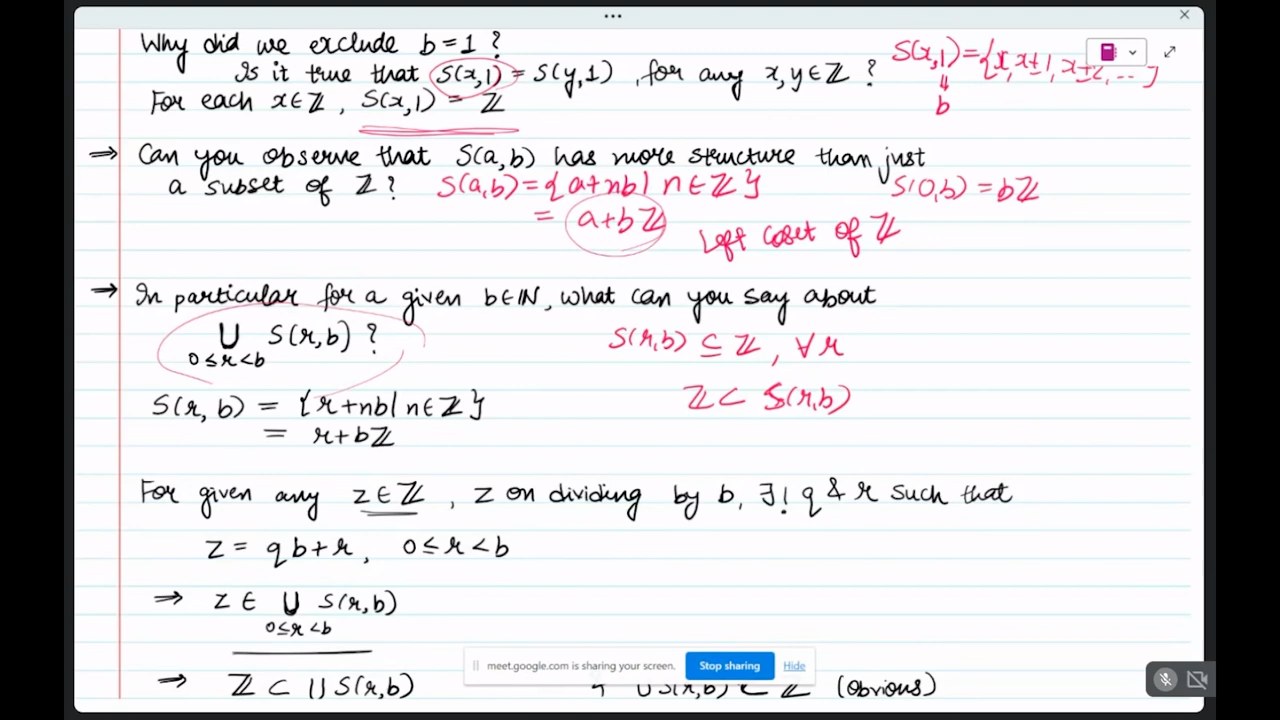 Why did we exclude b=1 ?
Is it true that S(x,1) = S(y,1) , for any x,y ∈ ℤ ?
S(x,1) = {x, x±1, x±2, ...}
b
For each x∈ℤ, S(x,1) = ℤ
⇒ Can you observe that S(a,b) has more structure than just
a subset of ℤ ?
S(a,b) = {a+nb | n∈ℤ}
S(0,b) = bℤ
= a+bℤ
Left coset of ℤ
⇒ In particular for a given b∈ℕ, what can you say about
∪ S(r,b) ?
0≤r<b
S(r,b) ⊆ ℤ, ∀r
ℤ ⊂ S(r,b)
S(r,b) = {r+nb | n∈ℤ}
= r+bℤ
For given any z∈ℤ, z on dividing by b, ∃! q & r such that
z = qb+r, 0≤r<b
⇒ z ∈ ∪ S(r,b)
0≤r<b
meet.google.com is sharing your screen. Stop sharing Hide
⇒ ℤ ⊂ ∪ S(r,b) ∪S(r,b) ⊂ ℤ (obvious)